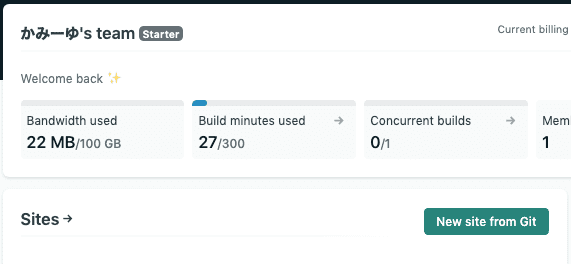 かみーゆ's team Starter
Current billing
Welcome back ✨
Bandwidth used
22 MB/100 GB
Build minutes used →
27/300
Concurrent builds →
0/1
Mem
1
Sites →
New site from Git